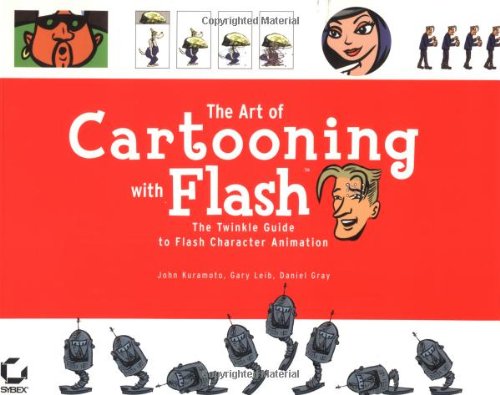 Copyrighted Material
The Art of
Cartooning
with Flash™
The Twinkle Guide
to Flash Character Animation
John Kuramoto, Gary Leib, Daniel Gray
SYBEX
Copyrighted Material